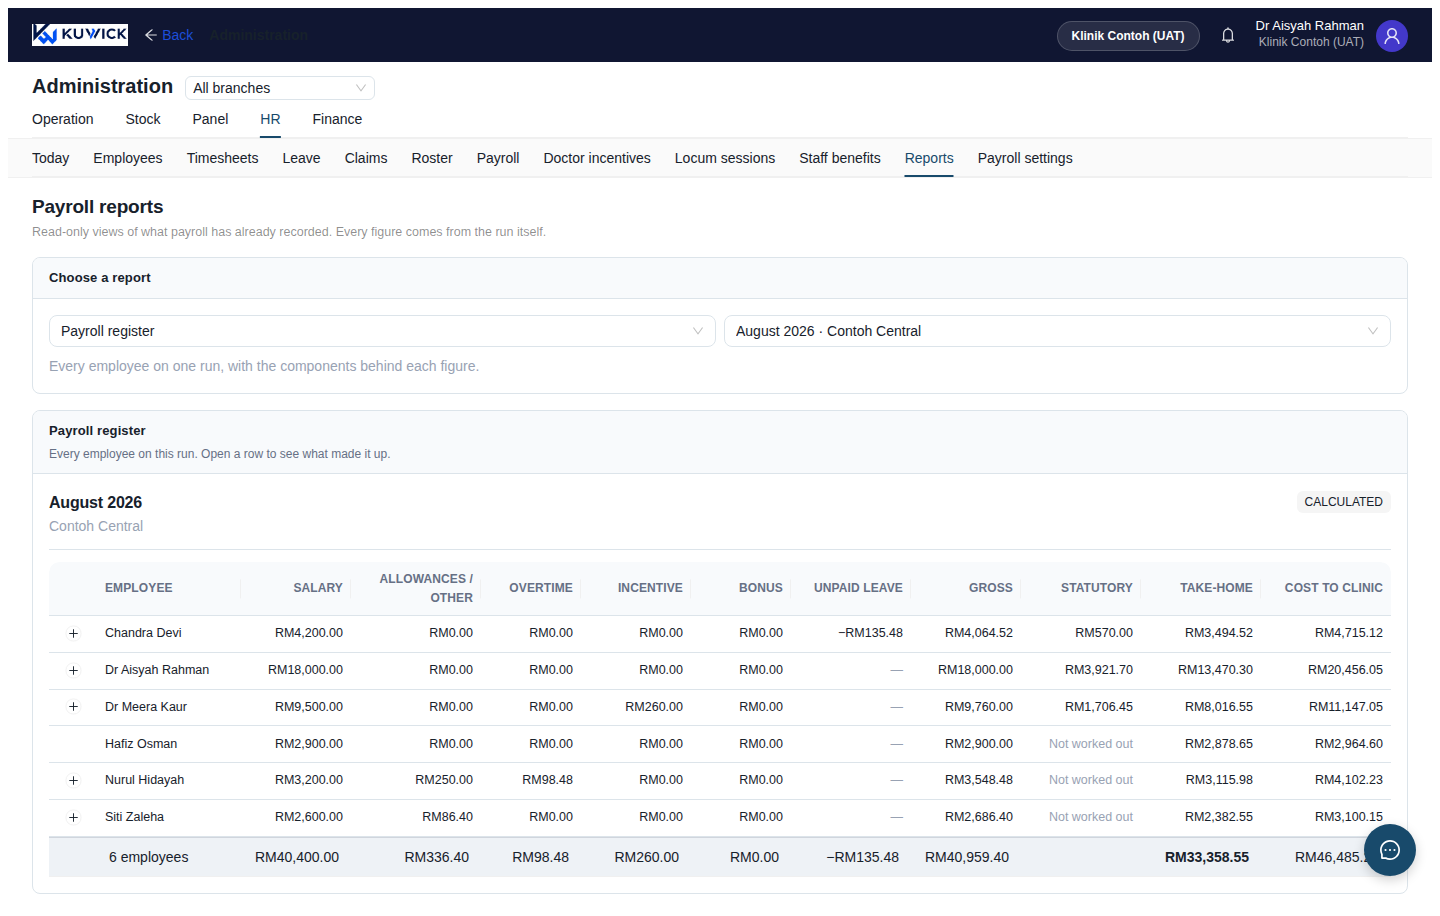 KUWICK
Back Administration
Klinik Contoh (UAT)
Dr Aisyah Rahman
Klinik Contoh (UAT)
Administration
All branches
Operation Stock Panel HR Finance
Today Employees Timesheets Leave Claims Roster Payroll Doctor incentives Locum sessions Staff benefits Reports Payroll settings
Payroll reports
Read-only views of what payroll has already recorded. Every figure comes from the run itself.
Choose a report
Payroll register
August 2026 · Contoh Central
Every employee on one run, with the components behind each figure.
Payroll register
Every employee on this run. Open a row to see what made it up.
August 2026
CALCULATED
Contoh Central
EMPLOYEE SALARY ALLOWANCES / OTHER OVERTIME INCENTIVE BONUS UNPAID LEAVE GROSS STATUTORY TAKE-HOME COST TO CLINIC
Chandra Devi RM4,200.00 RM0.00 RM0.00 RM0.00 RM0.00 −RM135.48 RM4,064.52 RM570.00 RM3,494.52 RM4,715.12
Dr Aisyah Rahman RM18,000.00 RM0.00 RM0.00 RM0.00 RM0.00 — RM18,000.00 RM3,921.70 RM13,470.30 RM20,456.05
Dr Meera Kaur RM9,500.00 RM0.00 RM0.00 RM260.00 RM0.00 — RM9,760.00 RM1,706.45 RM8,016.55 RM11,147.05
Hafiz Osman RM2,900.00 RM0.00 RM0.00 RM0.00 RM0.00 — RM2,900.00 Not worked out RM2,878.65 RM2,964.60
Nurul Hidayah RM3,200.00 RM250.00 RM98.48 RM0.00 RM0.00 — RM3,548.48 Not worked out RM3,115.98 RM4,102.23
Siti Zaleha RM2,600.00 RM86.40 RM0.00 RM0.00 RM0.00 — RM2,686.40 Not worked out RM2,382.55 RM3,100.15
6 employees RM40,400.00 RM336.40 RM98.48 RM260.00 RM0.00 −RM135.48 RM40,959.40 RM33,358.55